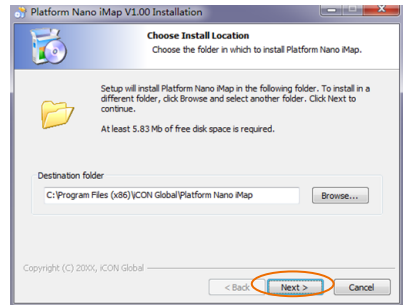 Platform Nano iMap V1.00 Installation
Choose Install Location
Choose the folder in which to install Platform Nano iMap.
Setup will install Platform Nano iMap in the following folder. To install in a
different folder, click Browse and select another folder. Click Next to
continue.
At least 5.83 Mb of free disk space is required.
Destination folder
C:\Program Files (x86)\iCON Global\Platform Nano iMap
Browse...
Copyright (C) 20XX, iCON Global
< Back
Next >
Cancel